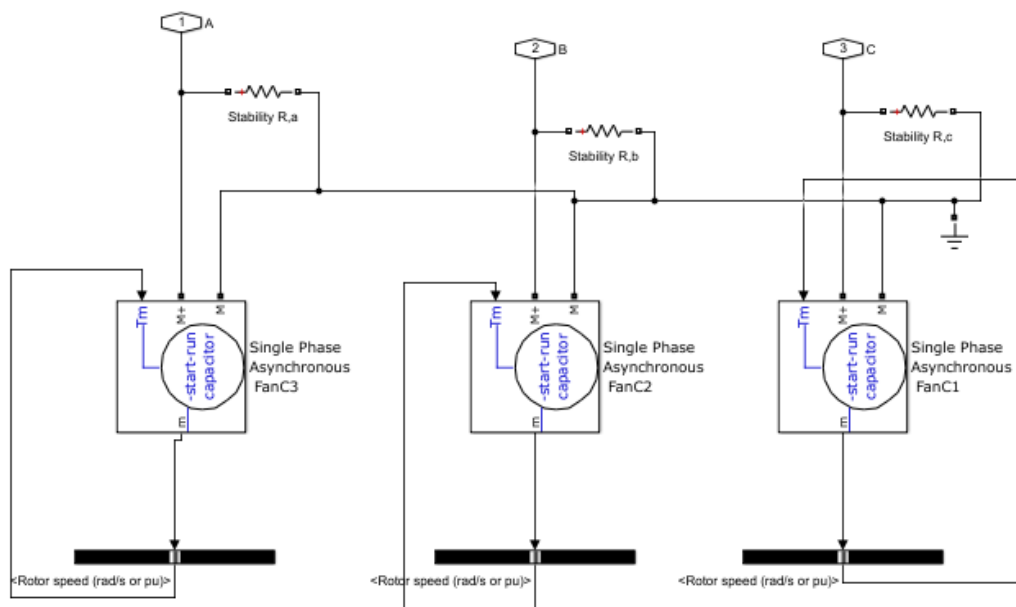 1 A
2 B
3 C
Stability R,a
Stability R,b
Stability R,c
Tm
M+
M
-start-run
capacitor
E
Single Phase
Asynchronous
FanC3
Tm
M+
M
-start-run
capacitor
E
Single Phase
Asynchronous
FanC2
Tm
M+
M
-start-run
capacitor
E
Single Phase
Asynchronous
FanC1
<Rotor speed (rad/s or pu)>
<Rotor speed (rad/s or pu)>
<Rotor speed (rad/s or pu)>